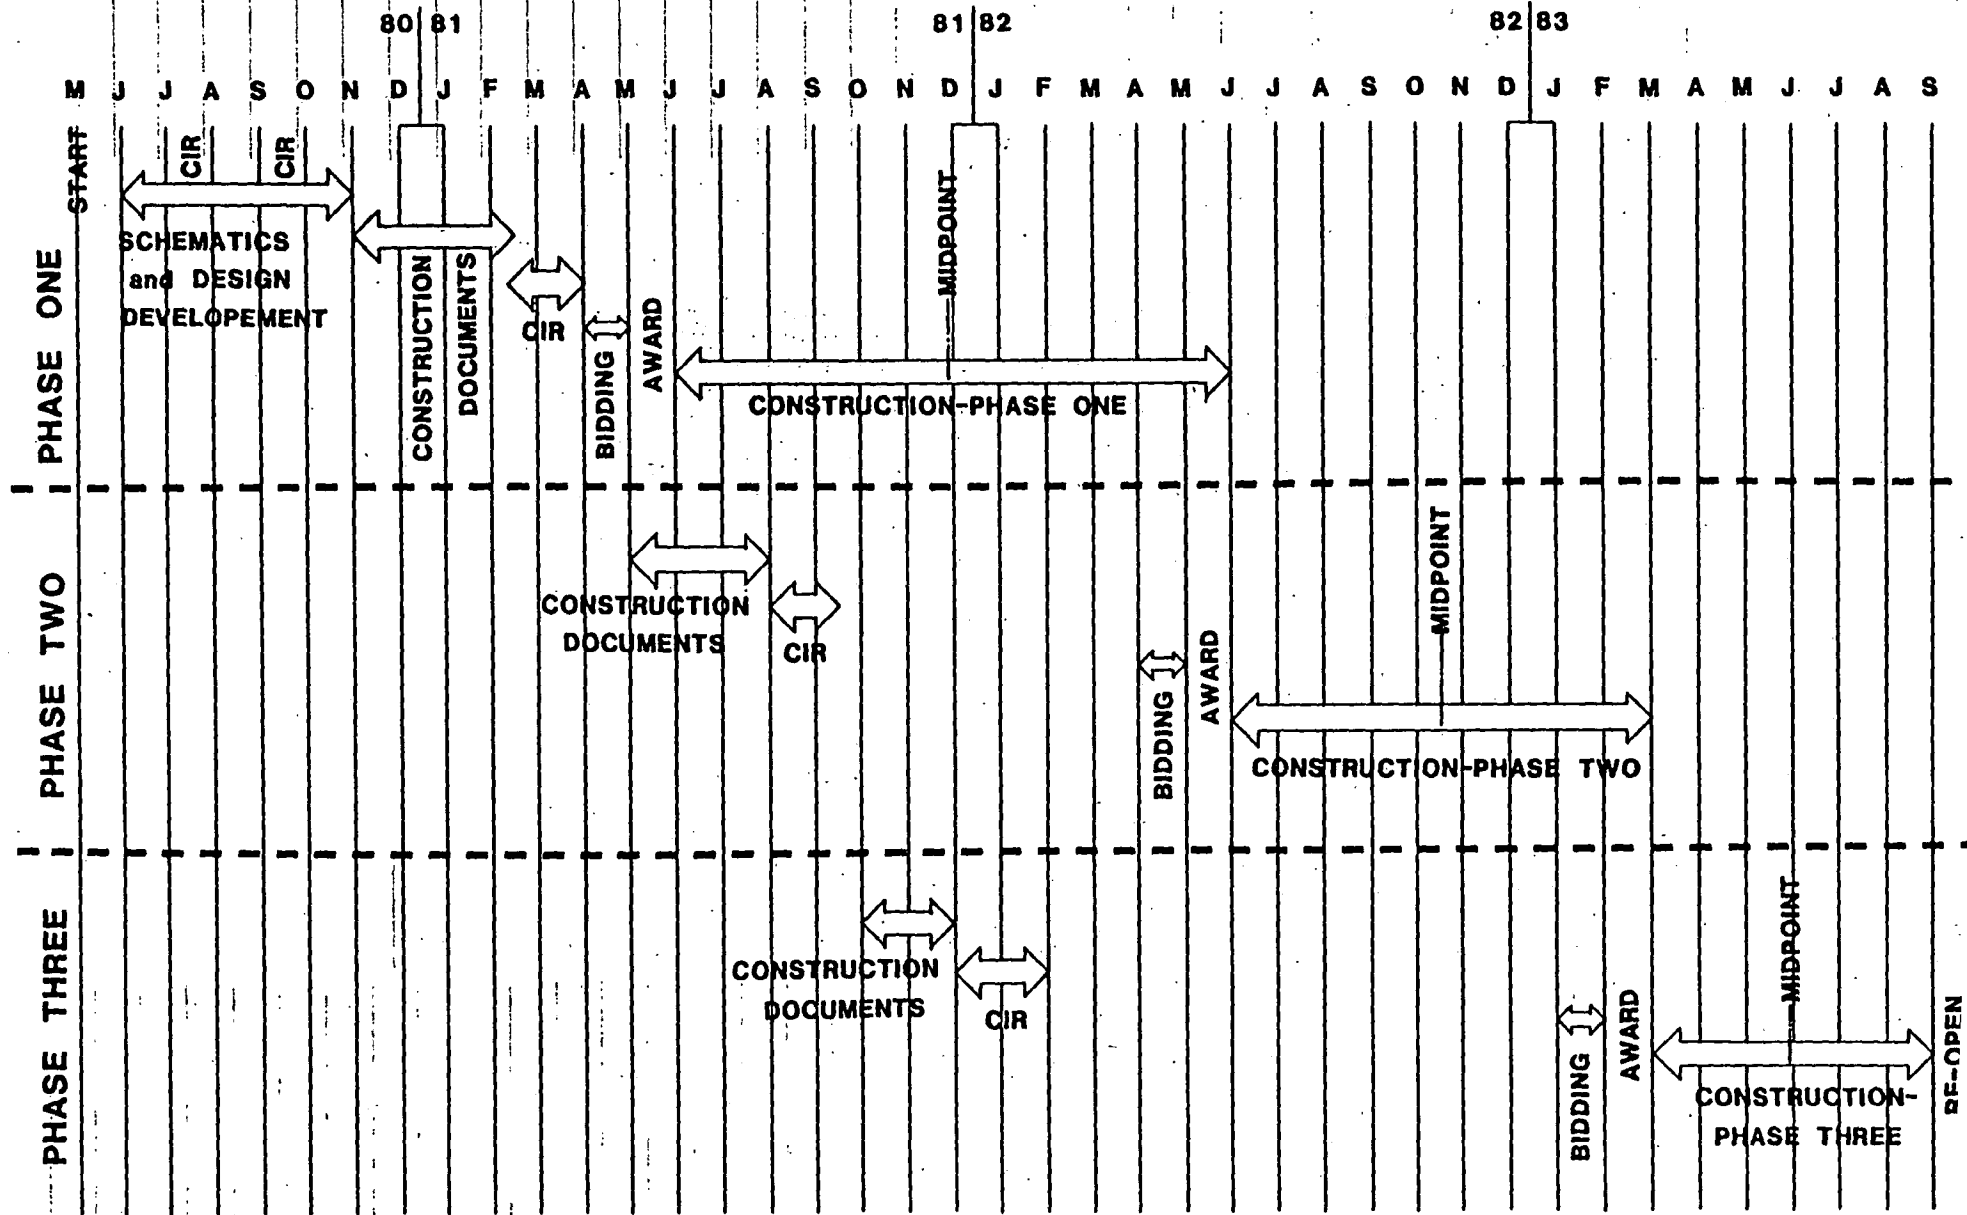 80 81
81 82
82 83
M J J A S O N D J F M A M J J A S O N D J F M A M J J A S O N D J F M A M J J A S
START
CIR
CIR
SCHEMATICS
and DESIGN
DEVELOPEMENT
CONSTRUCTION
DOCUMENTS
CIR
BIDDING
AWARD
MIDPOINT
CONSTRUCTION-PHASE ONE
PHASE ONE
CONSTRUCTION
DOCUMENTS
CIR
BIDDING
AWARD
MIDPOINT
CONSTRUCTION-PHASE TWO
PHASE TWO
CONSTRUCTION
DOCUMENTS
CIR
BIDDING
AWARD
MIDPOINT
CONSTRUCTION-
PHASE THREE
RE-OPEN
PHASE THREE